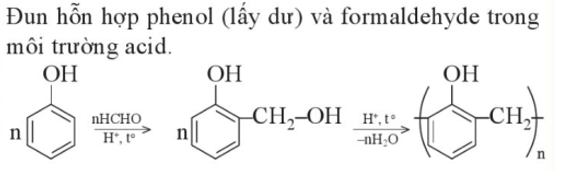 Đun hỗn hợp phenol (lấy dư) và formaldehyde trong
môi trường acid.
OH OH OH
n nHCHO H⁺, t° n CH₂–OH H⁺, t° –nH₂O CH₂ n